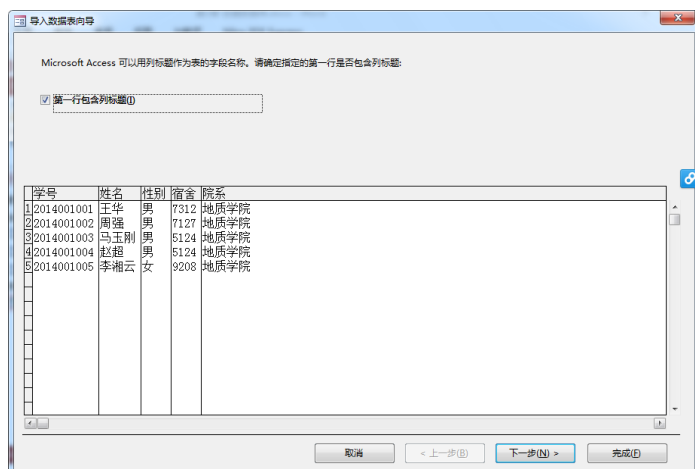 导入数据表向导
Microsoft Access 可以用列标题作为表的字段名称。请确定指定的第一行是否包含列标题:
第一行包含列标题(I)
学号 姓名 性别 宿舍 院系
1 2014001001 王华 男 7312 地质学院
2 2014001002 周强 男 7127 地质学院
3 2014001003 马玉刚 男 5124 地质学院
4 2014001004 赵超 男 5124 地质学院
5 2014001005 李湘云 女 9208 地质学院
取消 < 上一步(B) 下一步(N) > 完成(F)